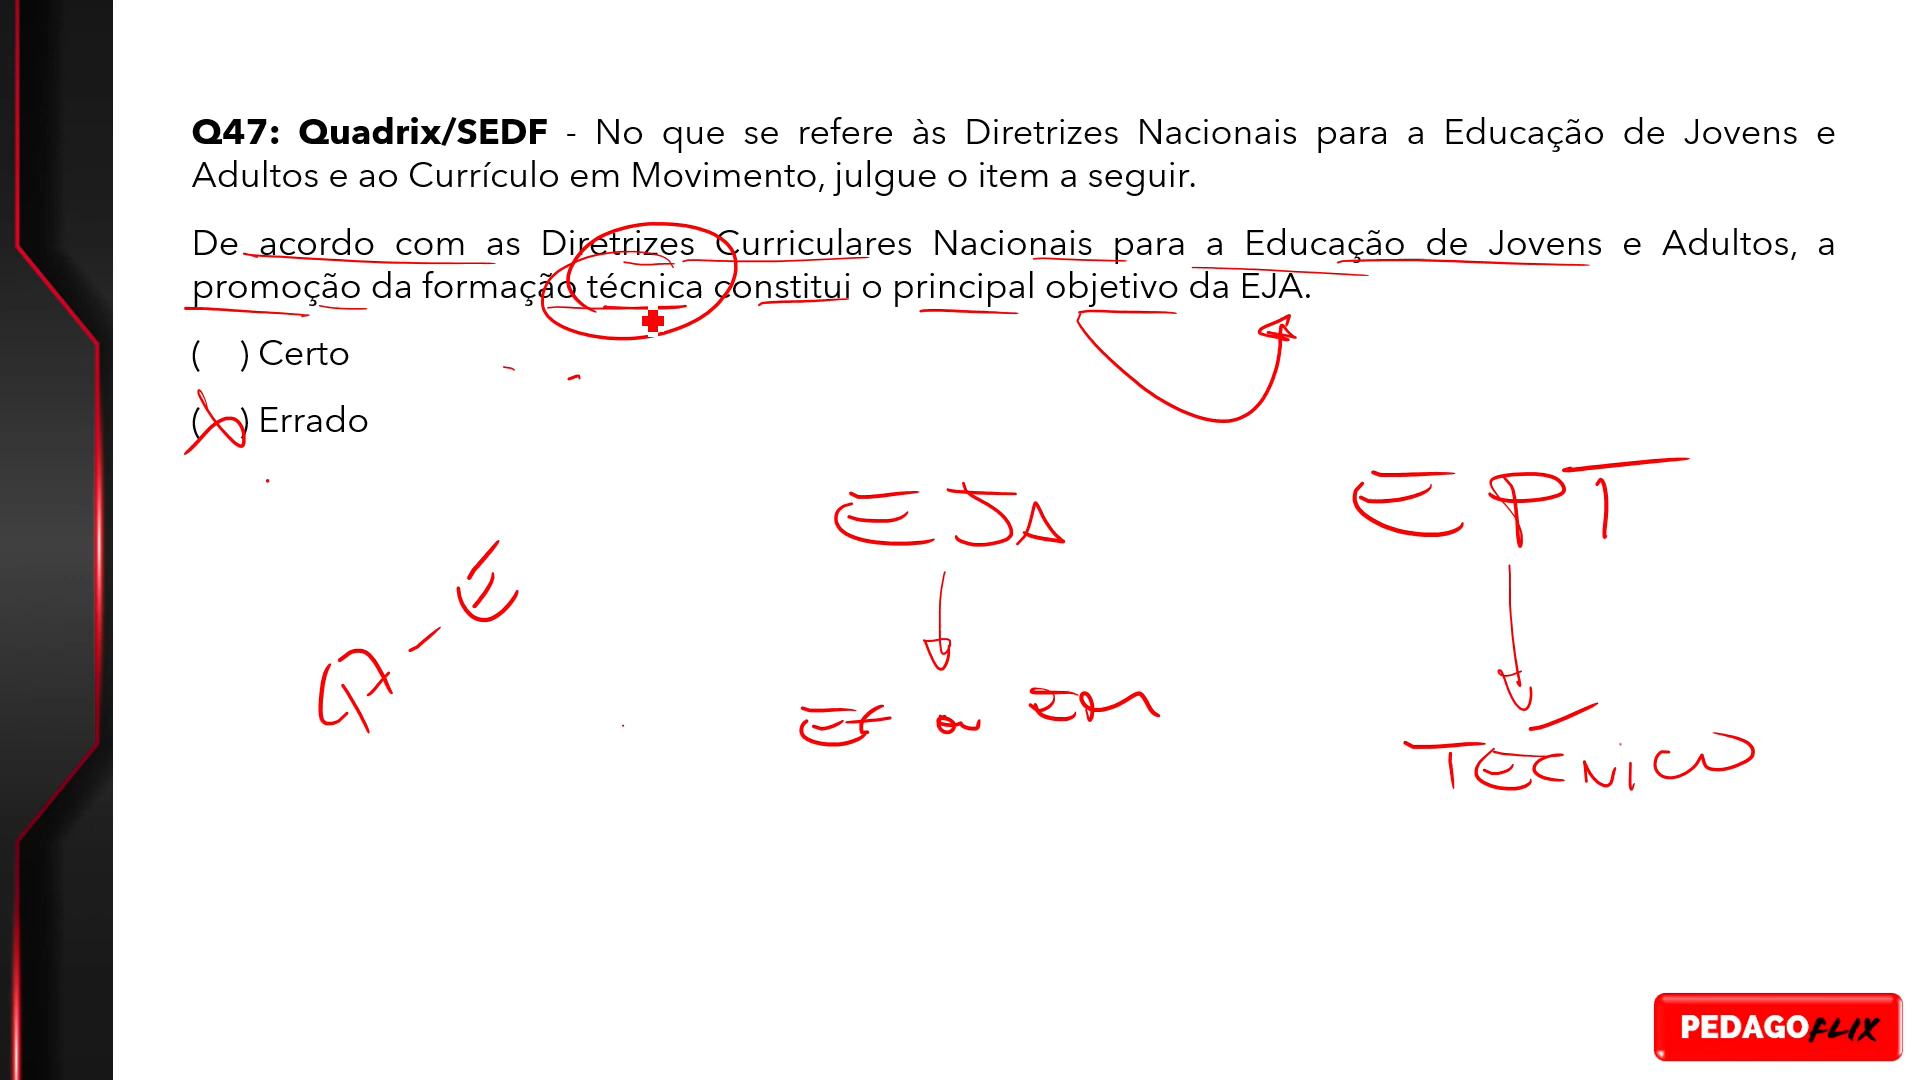 Q47: Quadrix/SEDF - No que se refere às Diretrizes Nacionais para a Educação de Jovens e
Adultos e ao Currículo em Movimento, julgue o item a seguir.
De acordo com as Diretrizes Curriculares Nacionais para a Educação de Jovens e Adultos, a
promoção da formação técnica constitui o principal objetivo da EJA.
( ) Certo
( ) Errado
EJA EPT
47 - E
EF ou EM
TÉCNICO
PEDAGOFLIX